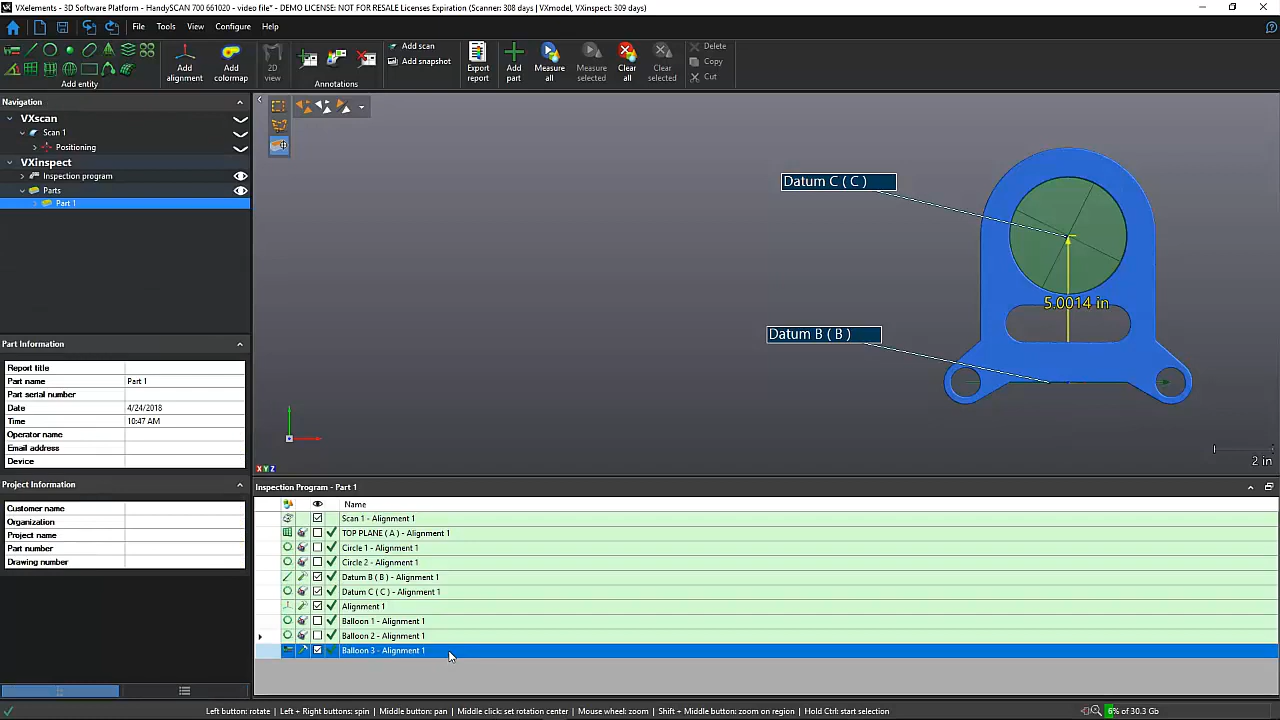 VXelements - 3D Software Platform - HandySCAN 700 661020 - video file* - DEMO LICENSE: NOT FOR RESALE Licenses Expiration (Scanner: 308 days | VXmodel, VXinspect: 309 days)
File Tools View Configure Help
Add entity
Add alignment
Add colormap
2D view
Annotations
Add scan
Add snapshot
Export report
Add part
Measure all
Measure selected
Clear all
Clear selected
Delete
Copy
Cut
Navigation
VXscan
Scan 1
Positioning
VXinspect
Inspection program
Parts
Part 1
Part Information
Report title
Part name Part 1
Part serial number
Date 4/24/2018
Time 10:47 AM
Operator name
Email address
Device
Project Information
Customer name
Organization
Project name
Part number
Drawing number
Datum C ( C )
5.0014 in
Datum B ( B )
X Y Z
2 in
Inspection Program - Part 1
Name
Scan 1 - Alignment 1
TOP PLANE ( A ) - Alignment 1
Circle 1 - Alignment 1
Circle 2 - Alignment 1
Datum B ( B ) - Alignment 1
Datum C ( C ) - Alignment 1
Alignment 1
Balloon 1 - Alignment 1
Balloon 2 - Alignment 1
Balloon 3 - Alignment 1
Left button: rotate | Left + Right buttons: spin | Middle button: pan | Middle click: set rotation center | Mouse wheel: zoom | Shift + Middle button: zoom on region | Hold Ctrl: start selection
6% of 30.3 Gb